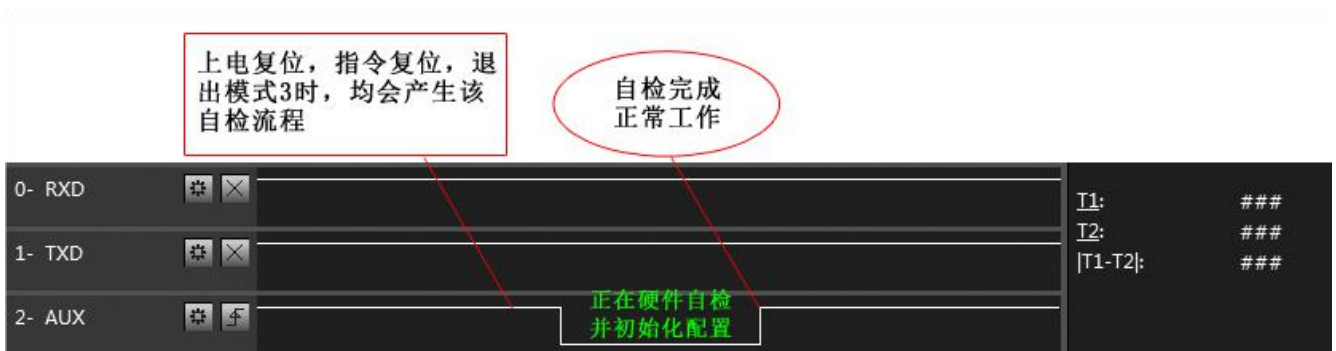 上电复位，指令复位，退
出模式3时，均会产生该
自检流程
自检完成
正常工作
0- RXD
T1: ###
T2: ###
1- TXD
|T1-T2|: ###
正在硬件自检
并初始化配置
2- AUX